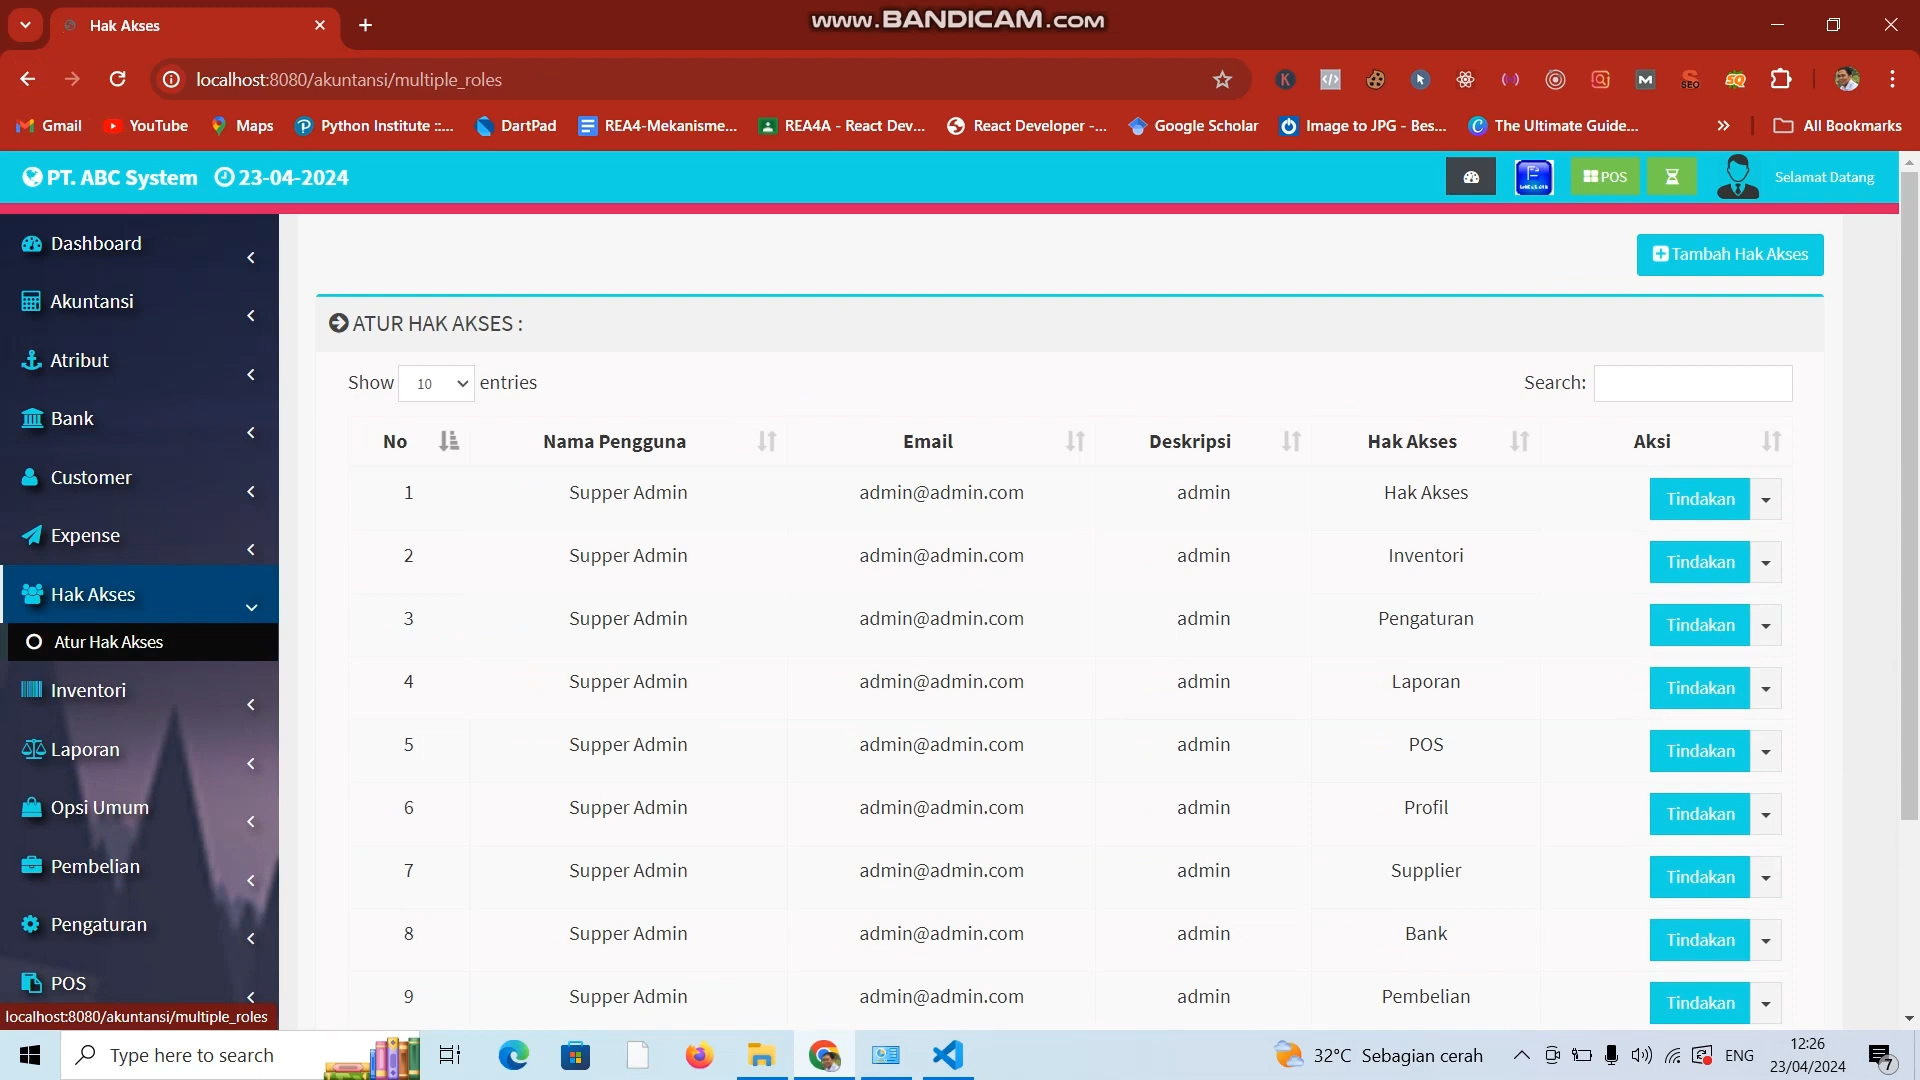 Hak Akses
www.BANDICAM.com
localhost:8080/akuntansi/multiple_roles
Gmail YouTube Maps Python Institute ::... DartPad REA4-Mekanisme... REA4A - React Dev... React Developer -... Google Scholar Image to JPG - Bes... The Ultimate Guide... All Bookmarks
PT. ABC System 23-04-2024 POS Selamat Datang
Dashboard
Akuntansi
Atribut
Bank
Customer
Expense
Hak Akses
Atur Hak Akses
Inventori
Laporan
Opsi Umum
Pembelian
Pengaturan
POS
localhost:8080/akuntansi/multiple_roles
Tambah Hak Akses
ATUR HAK AKSES :
Show 10 entries Search:
No Nama Pengguna Email Deskripsi Hak Akses Aksi
1 Supper Admin admin@admin.com admin Hak Akses Tindakan
2 Supper Admin admin@admin.com admin Inventori Tindakan
3 Supper Admin admin@admin.com admin Pengaturan Tindakan
4 Supper Admin admin@admin.com admin Laporan Tindakan
5 Supper Admin admin@admin.com admin POS Tindakan
6 Supper Admin admin@admin.com admin Profil Tindakan
7 Supper Admin admin@admin.com admin Supplier Tindakan
8 Supper Admin admin@admin.com admin Bank Tindakan
9 Supper Admin admin@admin.com admin Pembelian Tindakan
Type here to search
32°C Sebagian cerah ENG
12:26
23/04/2024
7